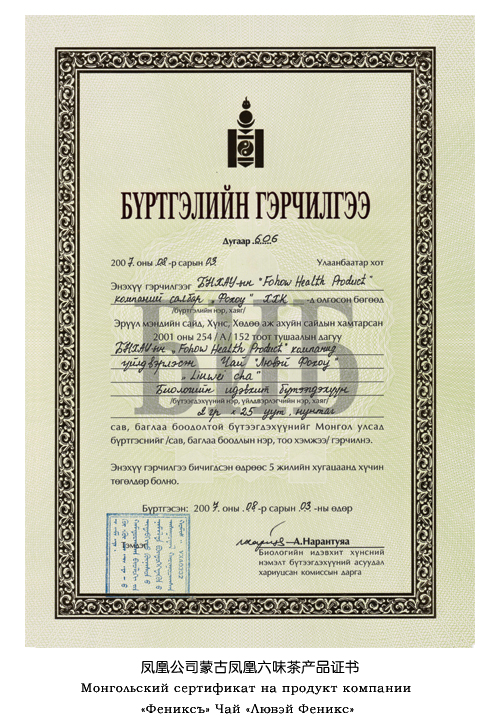 БҮРТГЭЛИЙН ГЭРЧИЛГЭЭ
Дугаар 606
2007 оны 08-р сарын 03. Улаанбаатар хот
Энэхүү гэрчилгээг БНХАУ-ын "Fohow Health Product"
компаний салбар "Фохоу" ХХК -д олгосон бөгөөд
/бүртгэлийн нэр, хаяг/
Эрүүл мэндийн сайд, Хүнс, Хөдөө аж ахуйн сайдын хамтарсан
2001 оны 254 / А / 152 тоот тушаалын дагуу
БНХАУ-ын "Fohow Health Product" компанид
үйлдвэрлэсэн Чай "Лювэй Фохоу"
"Liuwei cha"
Биологийн идэвхит бүтээгдэхүүн
/бүтээгдэхүүний нэр, үйлдвэрлэгчийн нэр, хаяг/
2 гр x 25 уут, нунтаг
сав, баглаа боодолтой бүтээгдэхүүнийг Монгол улсад
бүртгэснийг /сав, баглаа боодлын нэр, тоо хэмжээ/ гэрчилнэ.
Энэхүү гэрчилгээ бичигдсэн өдрөөс 5 жилийн хугацаанд хүчин
төгөлдөр болно.
Бүртгэсэн: 2007 оны 08-р сарын 03 -ны өдөр
А.Нарантуяа
Биологийн идэвхит хүнсний
нэмэлт бүтээгдэхүүний асуудал
хариуцсан комиссын дарга
БНБ
凤凰公司蒙古凤凰六味茶产品证书
Монгольский сертификат на продукт компании
«Фениксъ» Чай «Лювэй Феникс»